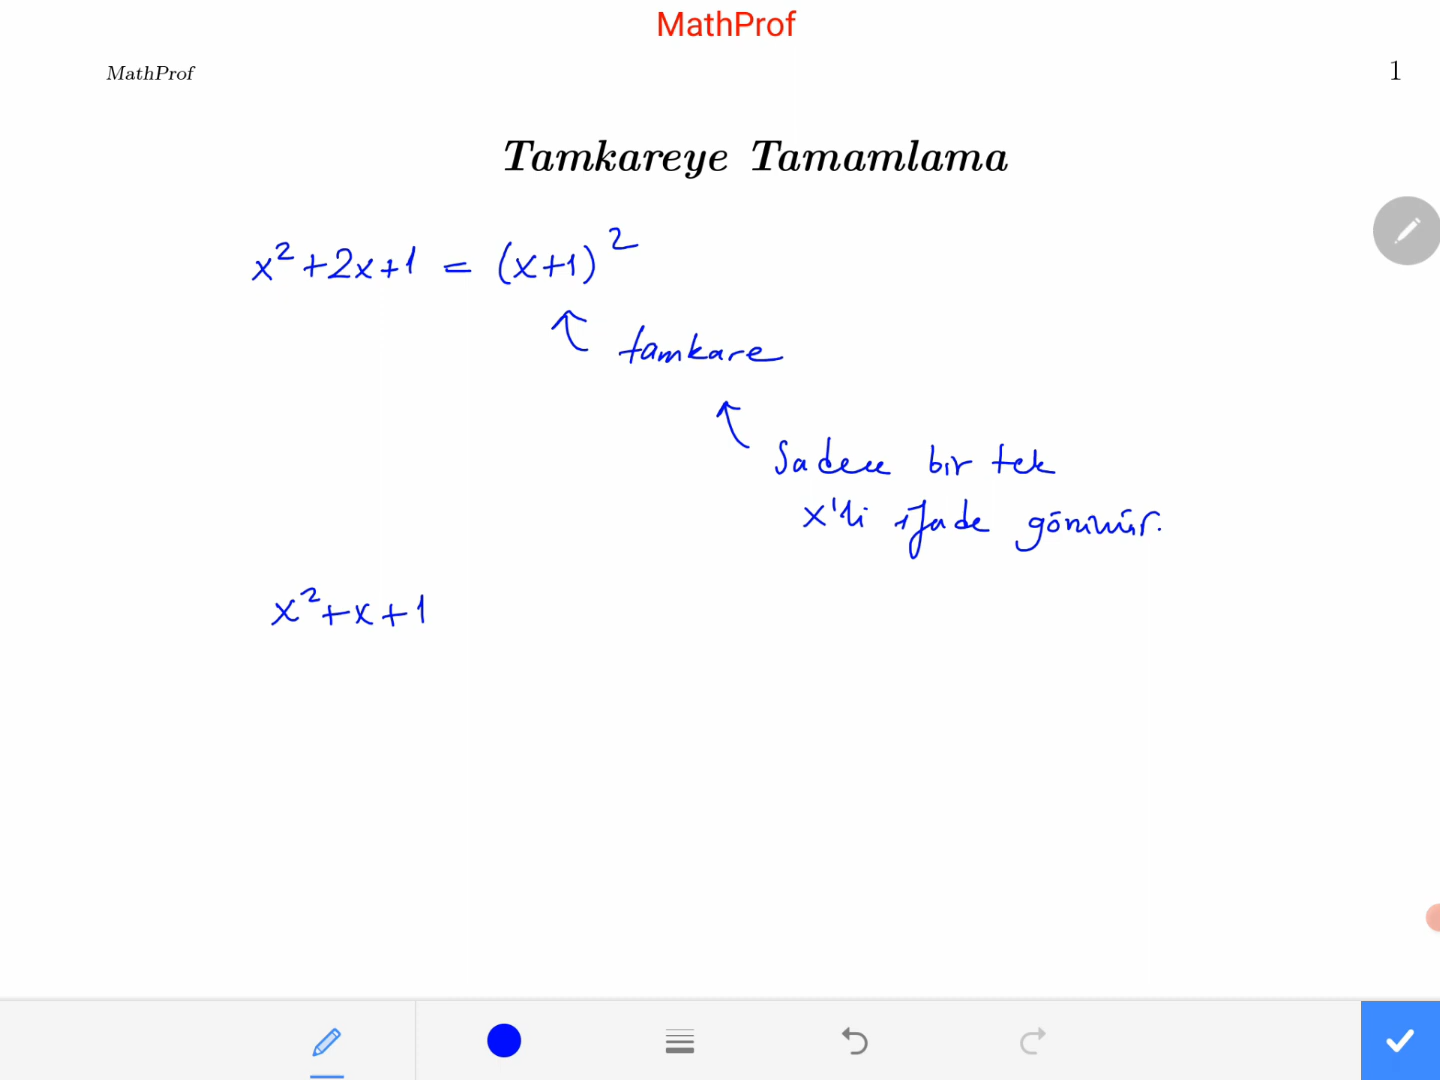 MathProf
MathProf 1
Tamkareye Tamamlama
x²+2x+1 = (x+1)²
tamkare
Sadece bir tek
x'li ifade görünür.
x²+x+1